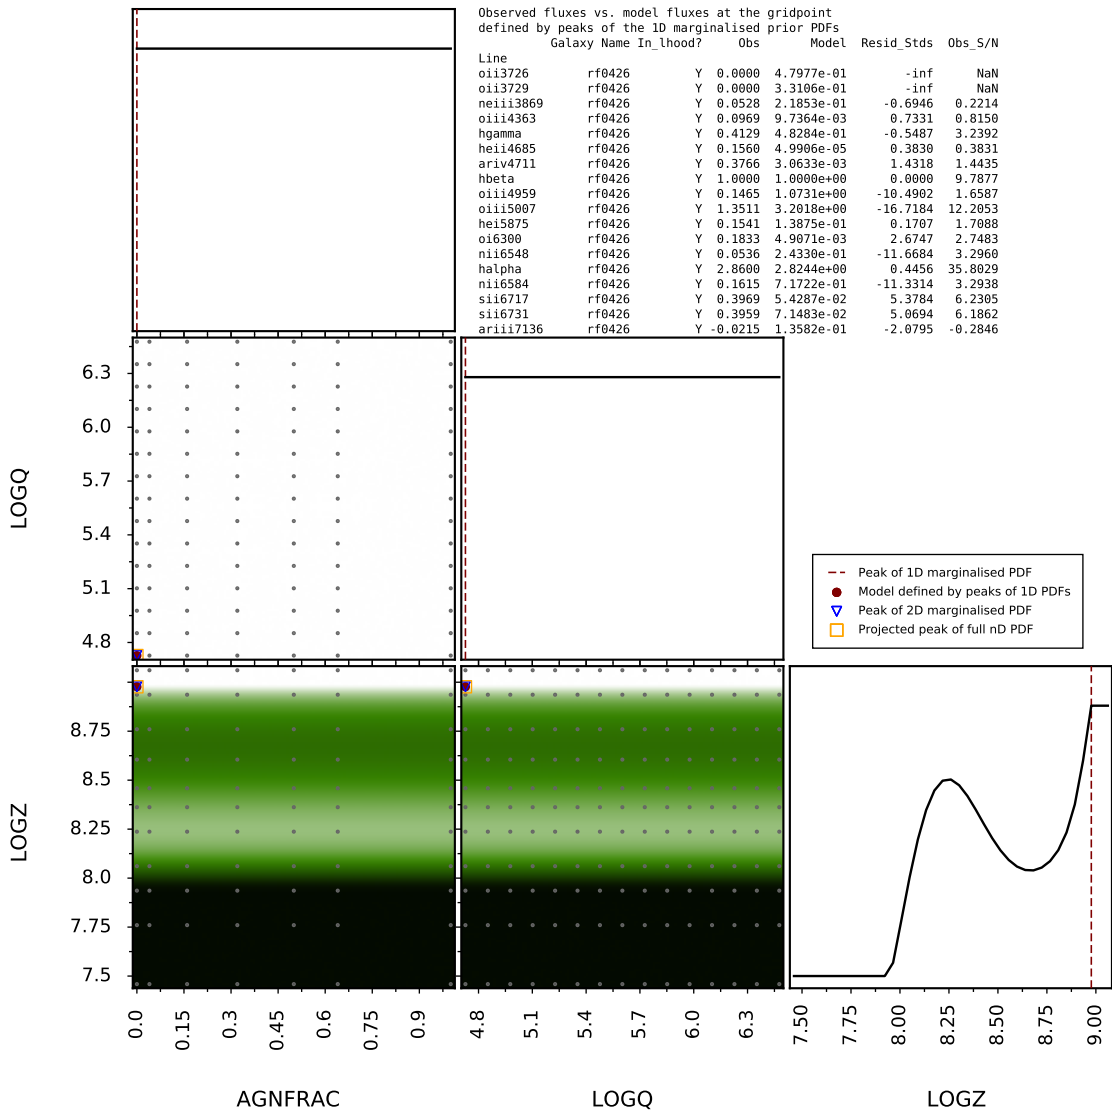 Observed fluxes vs. model fluxes at the gridpoint
defined by peaks of the 1D marginalised prior PDFs
Galaxy Name In_lhood? Obs Model Resid_Stds Obs_S/N
Line
oii3726 rf0426 Y 0.0000 4.7977e-01 -inf NaN
oii3729 rf0426 Y 0.0000 3.3106e-01 -inf NaN
neiii3869 rf0426 Y 0.0528 2.1853e-01 -0.6946 0.2214
oiii4363 rf0426 Y 0.0969 9.7364e-03 0.7331 0.8150
hgamma rf0426 Y 0.4129 4.8284e-01 -0.5487 3.2392
heii4685 rf0426 Y 0.1560 4.9906e-05 0.3830 0.3831
ariv4711 rf0426 Y 0.3766 3.0633e-03 1.4318 1.4435
hbeta rf0426 Y 1.0000 1.0000e+00 0.0000 9.7877
oiii4959 rf0426 Y 0.1465 1.0731e+00 -10.4902 1.6587
oiii5007 rf0426 Y 1.3511 3.2018e+00 -16.7184 12.2053
hei5875 rf0426 Y 0.1541 1.3875e-01 0.1707 1.7088
oi6300 rf0426 Y 0.1833 4.9071e-03 2.6747 2.7483
nii6548 rf0426 Y 0.0536 2.4330e-01 -11.6684 3.2960
halpha rf0426 Y 2.8600 2.8244e+00 0.4456 35.8029
nii6584 rf0426 Y 0.1615 7.1722e-01 -11.3314 3.2938
sii6717 rf0426 Y 0.3969 5.4287e-02 5.3784 6.2305
sii6731 rf0426 Y 0.3959 7.1483e-02 5.0694 6.1862
ariii7136 rf0426 Y -0.0215 1.3582e-01 -2.0795 -0.2846
6.3
6.0
5.7
5.4
5.1
4.8
LOGQ
Peak of 1D marginalised PDF
Model defined by peaks of 1D PDFs
Peak of 2D marginalised PDF
Projected peak of full nD PDF
8.75
8.5
8.25
8.0
7.75
7.5
LOGZ
0.0 0.15 0.3 0.45 0.6 0.75 0.9
4.8 5.1 5.4 5.7 6.0 6.3
7.50 7.75 8.00 8.25 8.50 8.75 9.00
AGNFRAC LOGQ LOGZ